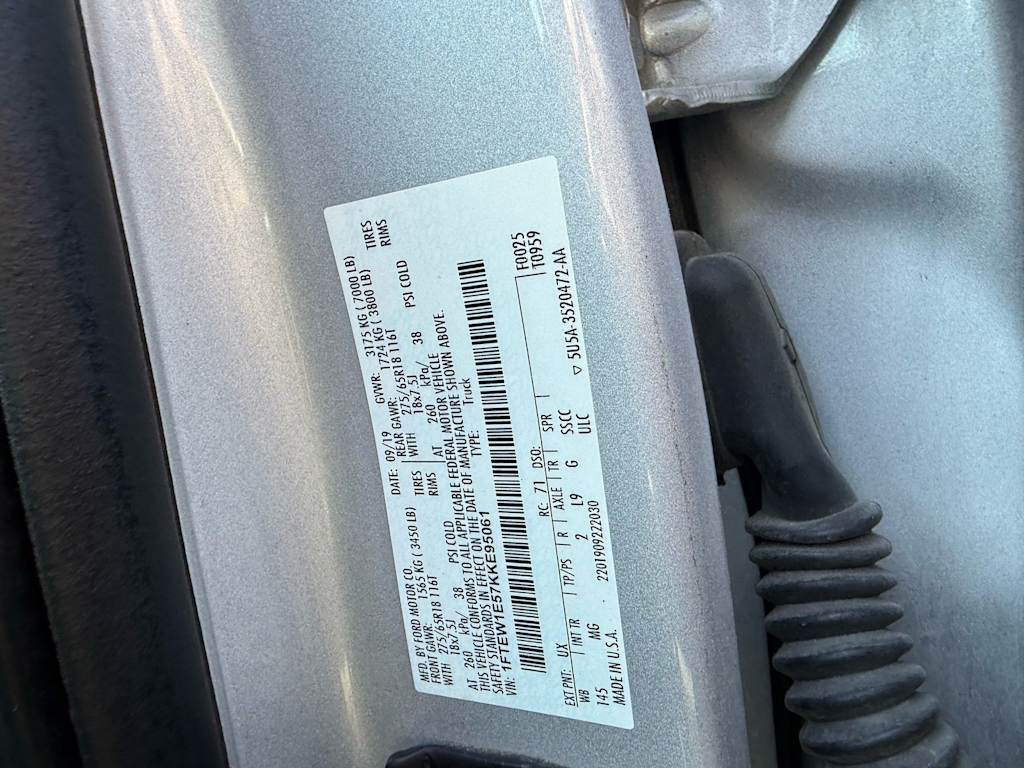 MFD. BY FORD MOTOR CO. DATE: 09/19 GVWR: 3175 KG ( 7000 LB)
FRONT GAWR: 1565 KG ( 3450 LB) REAR GAWR: 1724 KG ( 3800 LB)
WITH 275/65R18 116T TIRES WITH 275/65R18 116T TIRES
18x7.5J RIMS 18x7.5J RIMS
AT 260 kPa/ 38 PSI COLD AT 260 kPa/ 38 PSI COLD
THIS VEHICLE CONFORMS TO ALL APPLICABLE FEDERAL MOTOR VEHICLE
SAFETY STANDARDS IN EFFECT ON THE DATE OF MANUFACTURE SHOWN ABOVE.
VIN: 1FTEW1E57KKE95061 TYPE: Truck
EXT PNT: UX RC: 71 DSO: F0025
WB INT TR TP/PS R AXLE TR SPR T0959
145 MG 2 L9 G SSCC
ULC
MADE IN U.S.A. 2201909222030 ▽ 5U5A-3520472-AA